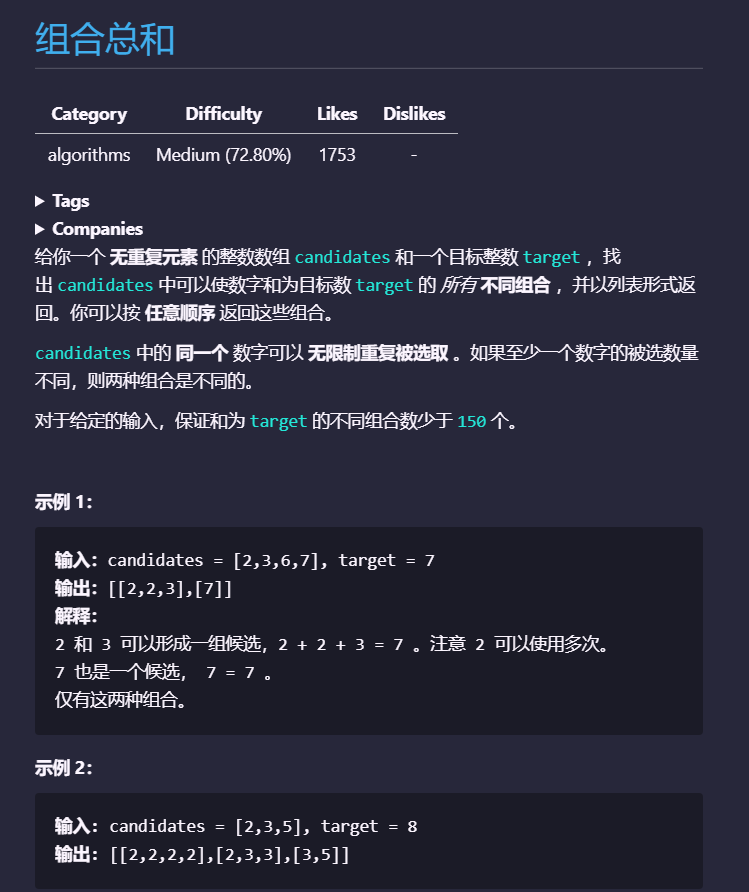 组合总和
Category Difficulty Likes Dislikes
algorithms Medium (72.80%) 1753 -
Tags
Companies
给你一个 无重复元素 的整数数组 candidates 和一个目标整数 target ，找
出 candidates 中可以使数字和为目标数 target 的 所有 不同组合 ，并以列表形式返
回。你可以按 任意顺序 返回这些组合。
candidates 中的 同一个 数字可以 无限制重复被选取 。如果至少一个数字的被选数量
不同，则两种组合是不同的。
对于给定的输入，保证和为 target 的不同组合数少于 150 个。
示例 1：
输入：candidates = [2,3,6,7], target = 7
输出：[[2,2,3],[7]]
解释：
2 和 3 可以形成一组候选，2 + 2 + 3 = 7 。注意 2 可以使用多次。
7 也是一个候选， 7 = 7 。
仅有这两种组合。
示例 2：
输入：candidates = [2,3,5], target = 8
输出：[[2,2,2,2],[2,3,3],[3,5]]